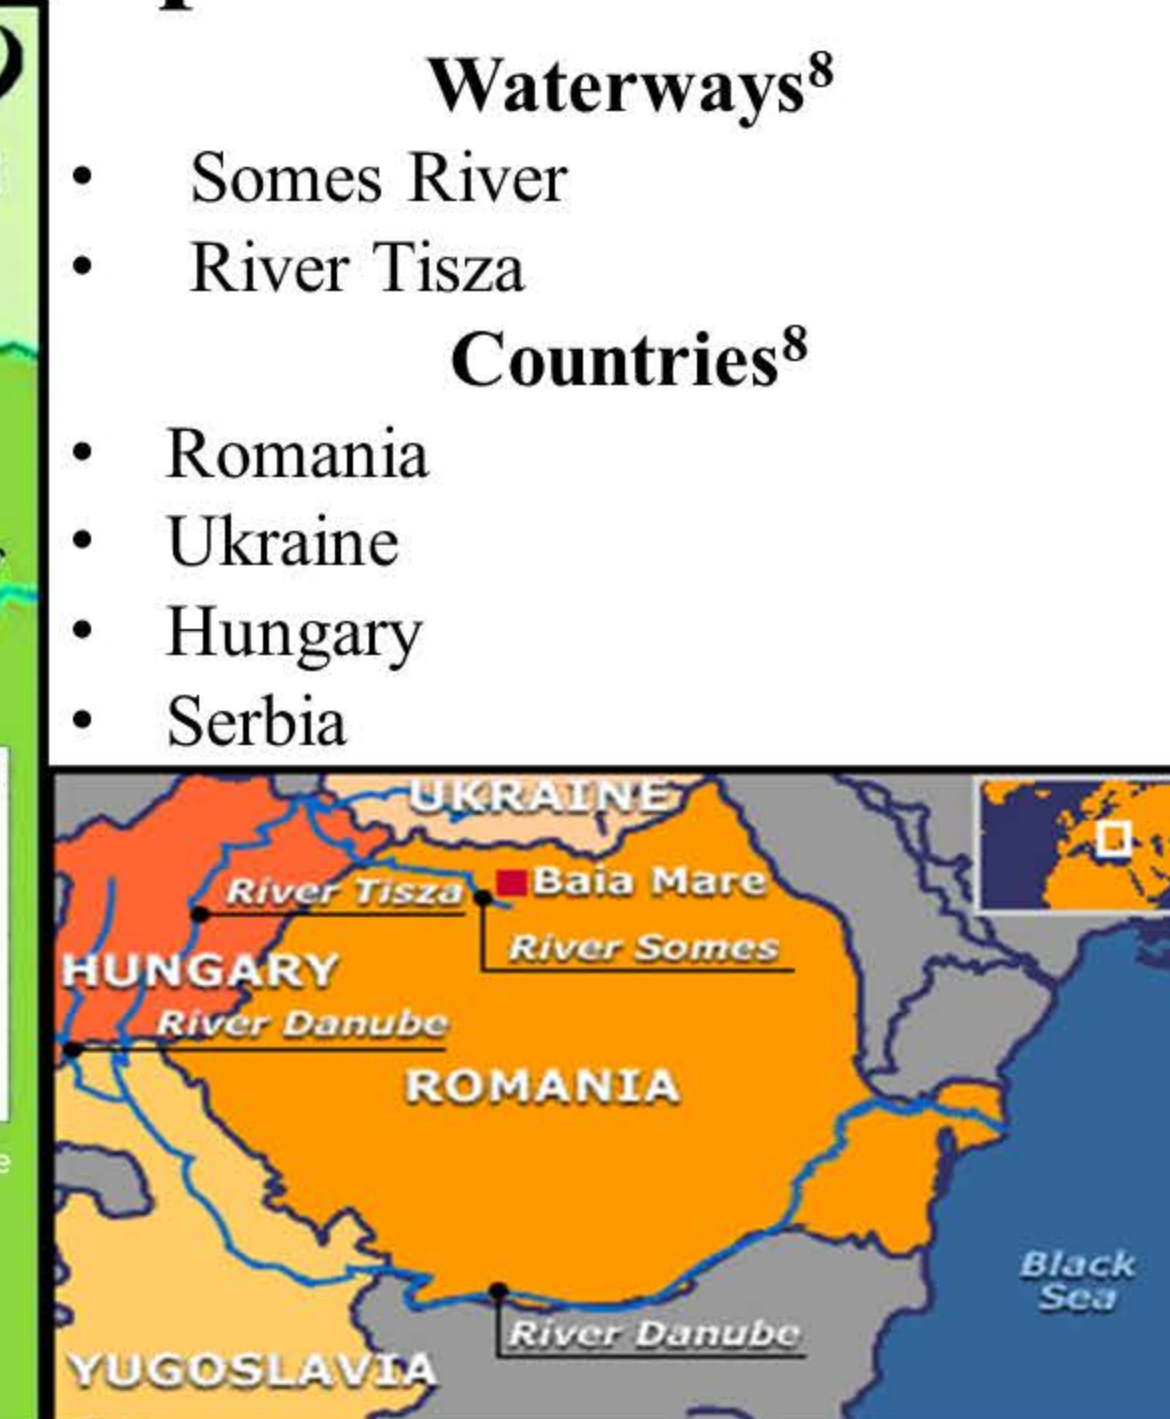 Waterways8
• Somes River
• River Tisza
Countries8
• Romania
• Ukraine
• Hungary
• Serbia
UKRAINE
River Tisza
Baia Mare
River Somes
HUNGARY
River Danube
ROMANIA
Black
Sea
River Danube
YUGOSLAVIA